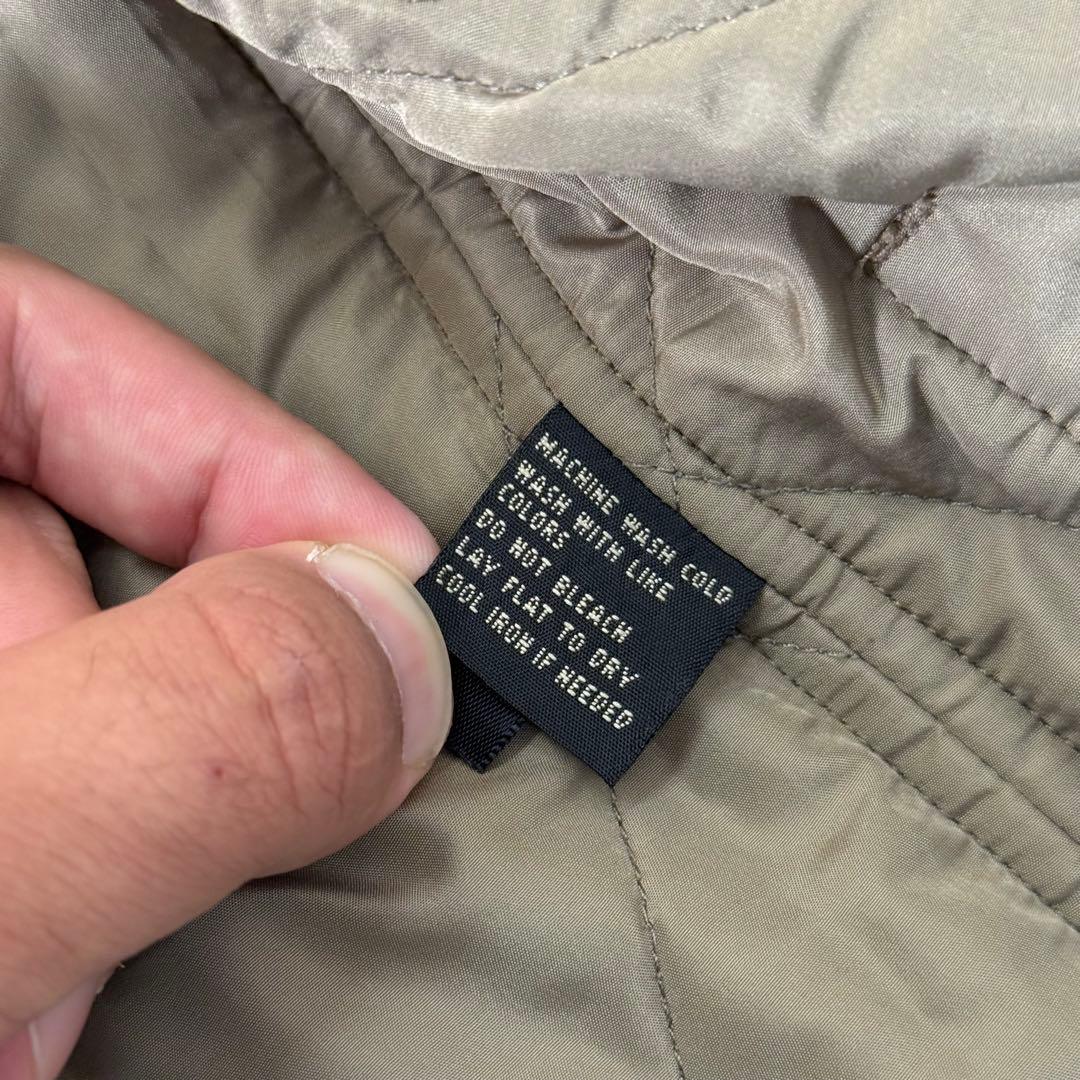 MACHINE WASH COLD
WASH WITH LIKE
COLORS
DO NOT BLEACH
LAY FLAT TO DRY
COOL IRON IF NEEDED